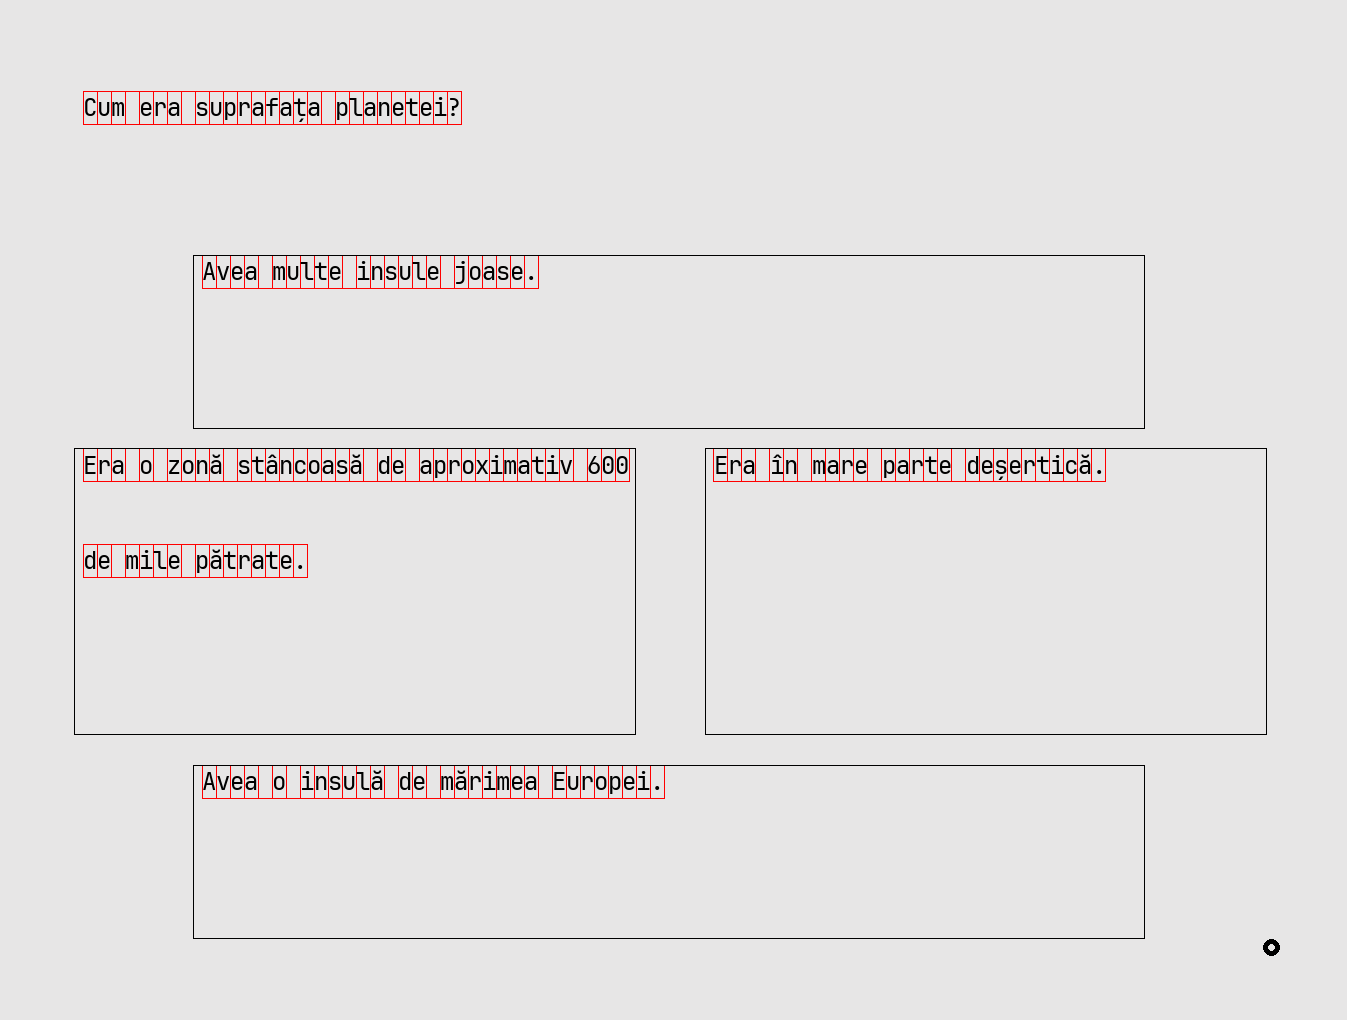 Cum era suprafața planetei?
Avea multe insule joase.
Era o zonă stâncoasă de aproximativ 600
de mile pătrate.
Era în mare parte deșertică.
Avea o insulă de mărimea Europei.